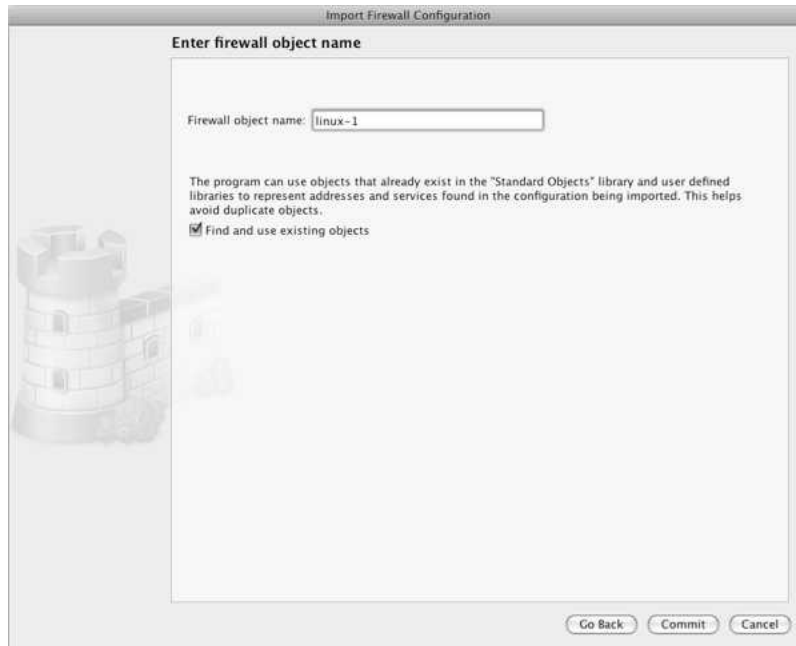 Import Firewall Configuration
Enter firewall object name
Firewall object name: linux-1
The program can use objects that already exist in the "Standard Objects" library and user defined
libraries to represent addresses and services found in the configuration being imported. This helps
avoid duplicate objects.
Find and use existing objects
Go Back Commit Cancel